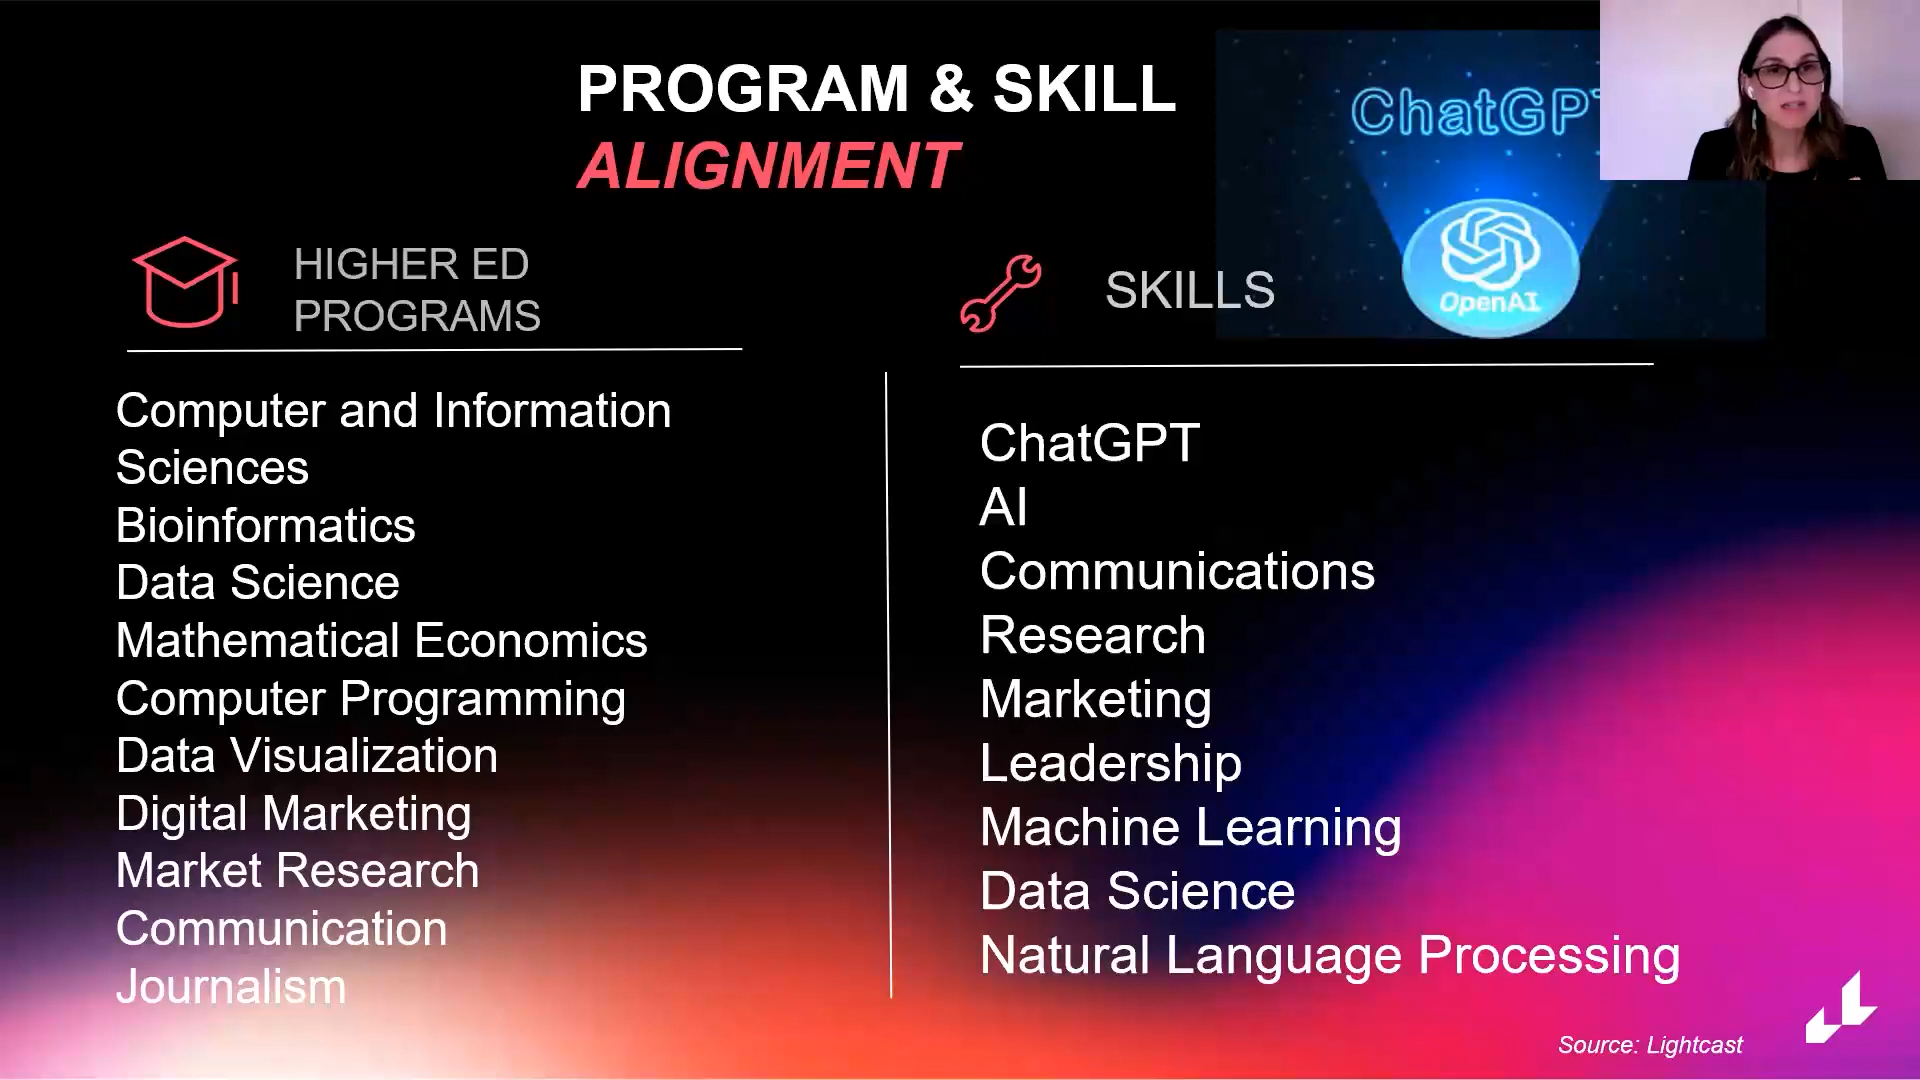 PROGRAM & SKILL
ALIGNMENT
ChatGPT
OpenAI
HIGHER ED
PROGRAMS
Computer and Information
Sciences
Bioinformatics
Data Science
Mathematical Economics
Computer Programming
Data Visualization
Digital Marketing
Market Research
Communication
Journalism
SKILLS
ChatGPT
AI
Communications
Research
Marketing
Leadership
Machine Learning
Data Science
Natural Language Processing
Source: Lightcast